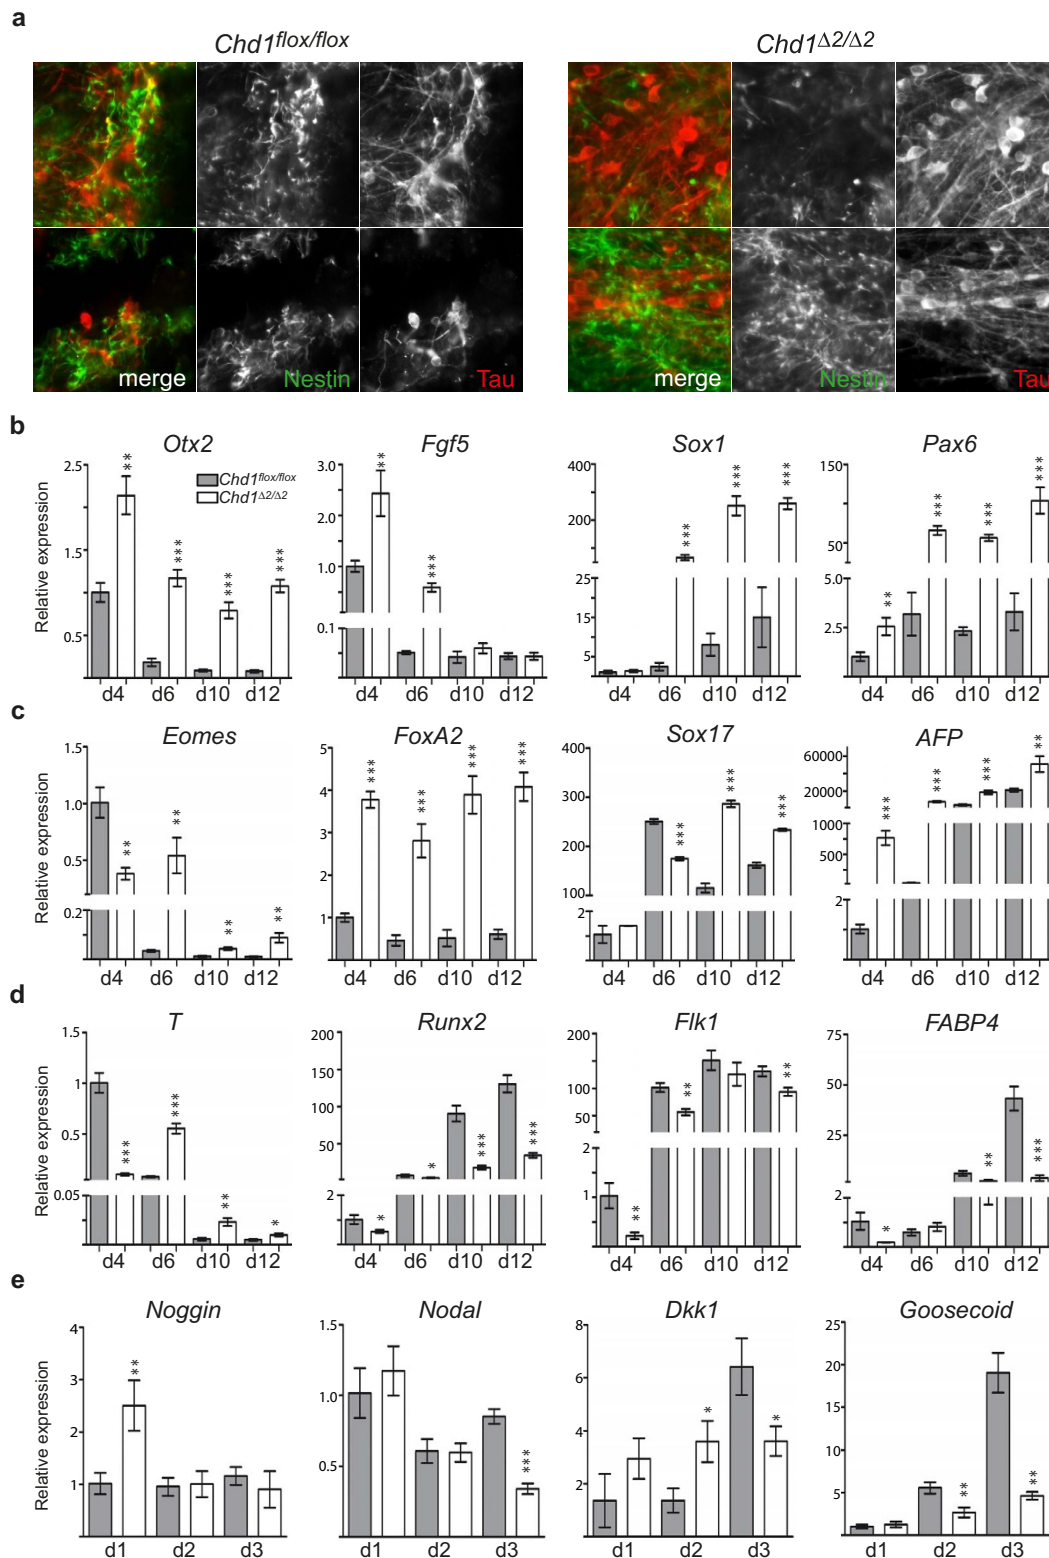 a
Chd1flox/flox
Chd1Δ2/Δ2
merge
Nestin
Tau
merge
Nestin
Tau
b
Otx2
Fgf5
Sox1
Pax6
Relative expression
2.5
2.0
1.5
1.0
0.5
Chd1flox/flox
Chd1Δ2/Δ2
** *** *** ***
d4 d6 d10 d12
3.0
2.0
1.0
0.1
** ***
d4 d6 d10 d12
400
200
25
15
5
*** *** ***
d4 d6 d10 d12
150
50
5.0
2.5
** *** *** ***
d4 d6 d10 d12
c
Eomes
FoxA2
Sox17
AFP
Relative expression
1.5
1.0
0.5
0.2
** ** ** **
d4 d6 d10 d12
5
4
2
1
*** *** *** ***
d4 d6 d10 d12
400
300
200
100
2
*** *** ***
d4 d6 d10 d12
60000
20000
1000
500
2
1
*** *** *** **
d4 d6 d10 d12
d
T
Runx2
Flk1
FABP4
Relative expression
1.5
1
0.5
0.05
*** *** ** *
d4 d6 d10 d12
200
100
50
2
1
* * *** ***
d4 d6 d10 d12
200
100
50
2
1
** ** **
d4 d6 d10 d12
75
50
25
2
1
* ** ***
d4 d6 d10 d12
e
Noggin
Nodal
Dkk1
Goosecoid
Relative expression
4
3
2
1
**
d1 d2 d3
1.5
1.0
0.5
***
d1 d2 d3
8
6
4
2
* *
d1 d2 d3
25
20
15
10
5
0
** **
d1 d2 d3